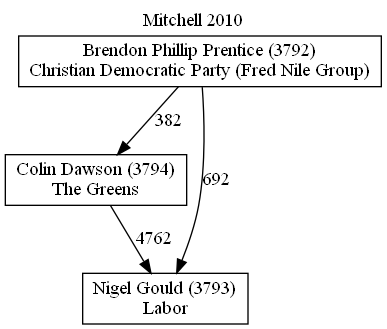 Mitchell 2010
Brendon Phillip Prentice (3792)
Christian Democratic Party (Fred Nile Group)
382
Colin Dawson (3794)
The Greens
692
4762
Nigel Gould (3793)
Labor